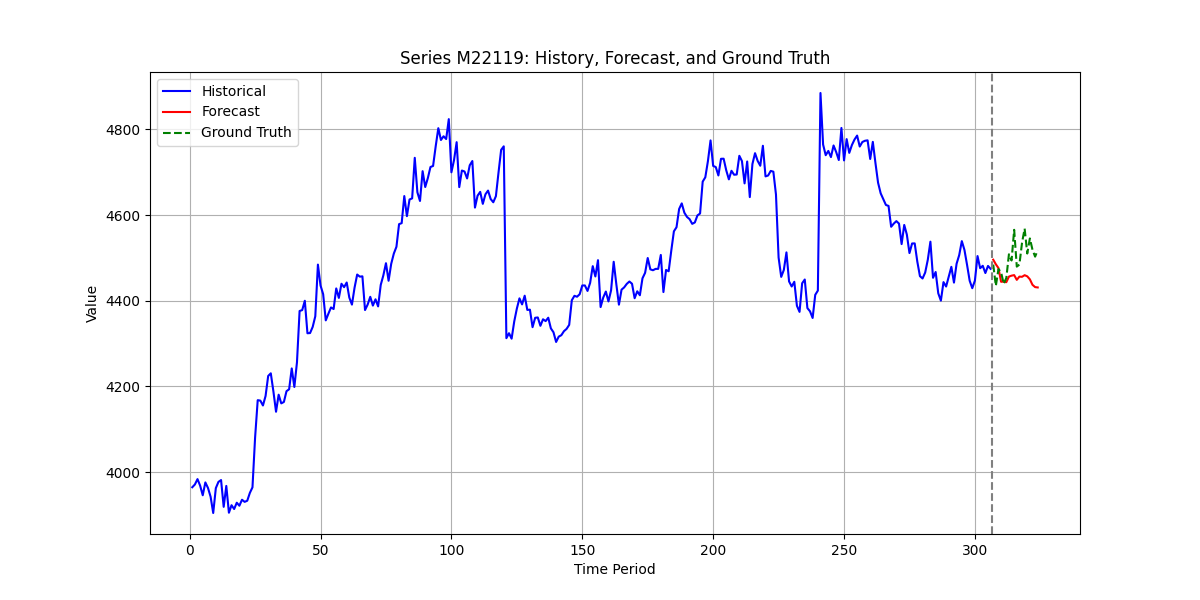 Series M22119: History, Forecast, and Ground Truth
Historical
Forecast
Ground Truth
4800
4600
4400
4200
4000
Value
0 50 100 150 200 250 300
Time Period